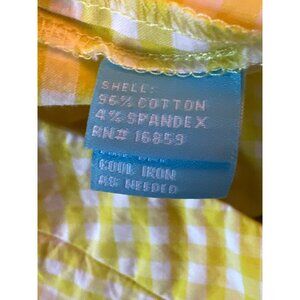 SHELL:
96% COTTON
4% SPANDEX
RN# 16859
COOL IRON
AS NEEDED